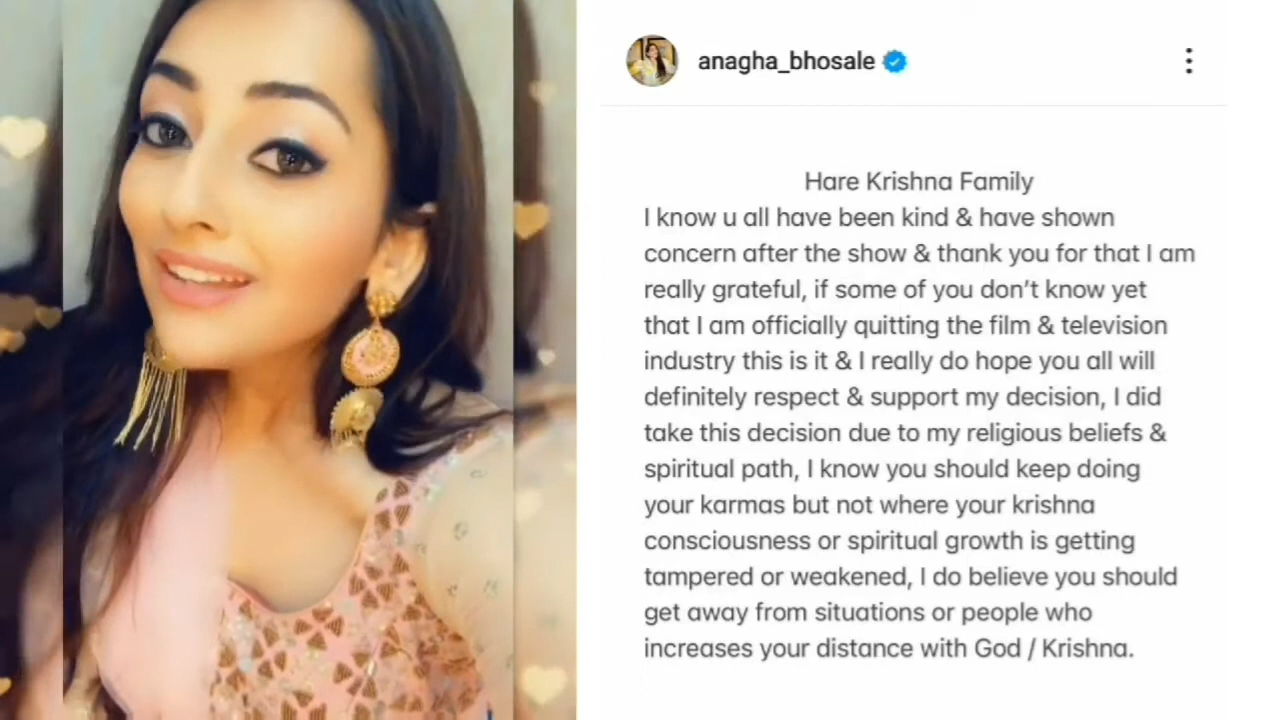 anagha_bhosale
Hare Krishna Family
I know u all have been kind & have shown
concern after the show & thank you for that I am
really grateful, if some of you don't know yet
that I am officially quitting the film & television
industry this is it & I really do hope you all will
definitely respect & support my decision, I did
take this decision due to my religious beliefs &
spiritual path, I know you should keep doing
your karmas but not where your krishna
consciousness or spiritual growth is getting
tampered or weakened, I do believe you should
get away from situations or people who
increases your distance with God / Krishna.